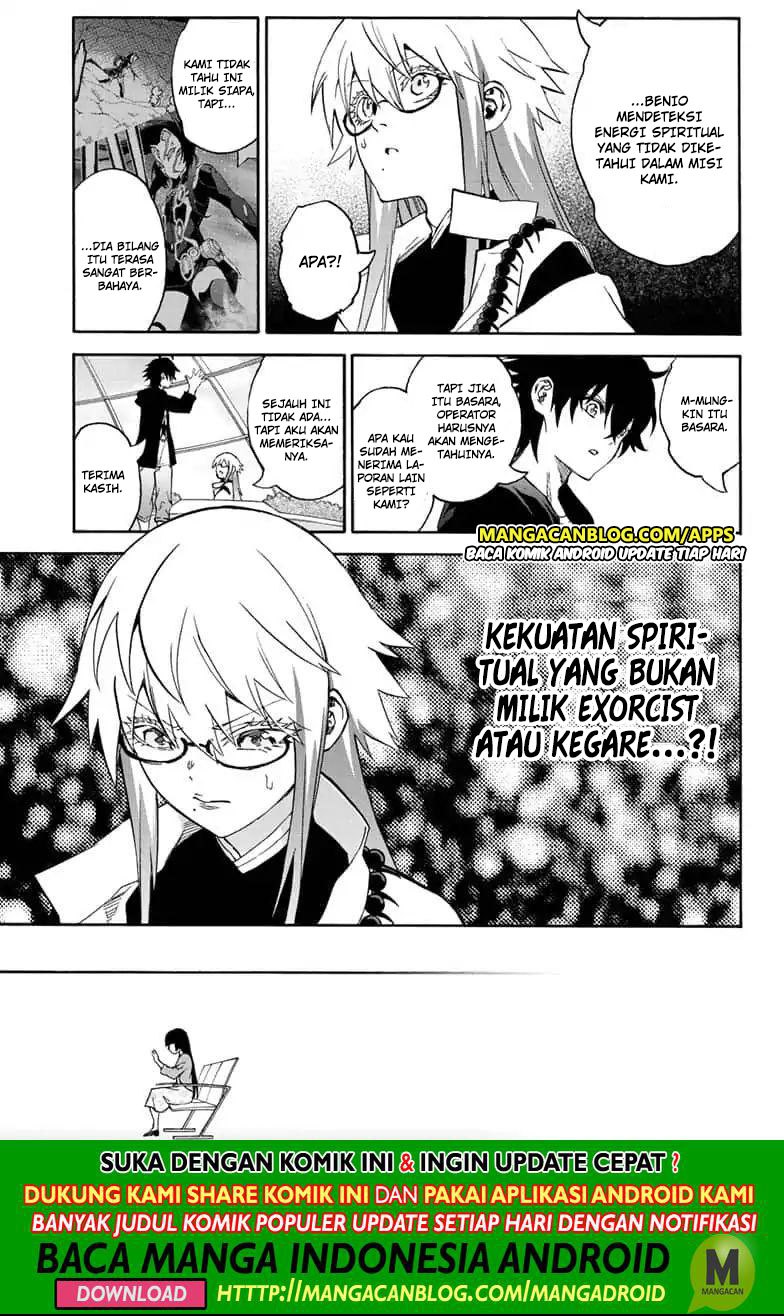 ...BENIO
MENDETEKSI
ENERGI SPIRITUAL
YANG TIDAK DIKE-
TAHUI DALAM MISI
KAMI.
APA?!
KAMI TIDAK
TAHU INI
MILIK SIAPA,
TAPI...
...DIA BILANG
ITU TERASA
SANGAT BER-
BAHAYA.
M-MUNG-
KIN ITU
BASARA.
TAPI JIKA
ITU BASARA,
OPERATOR
HARUSNYA
AKAN MENGE-
TAHUINYA.
APA KAU
SUDAH ME-
NERIMA LA-
PORAN LAIN
SEPERTI
KAMI?
SEJAUH INI
TIDAK ADA...
TAPI AKU AKAN
MEMERIKSA-
NYA.
TERIMA
KASIH.
MANGACANBLOG.COM/APPS
BACA KOMIK ANDROID UPDATE TIAP HARI
KEKUATAN SPIRI-
TUAL YANG BUKAN
MILIK EXORCIST
ATAU KEGARE...?!
SUKA DENGAN KOMIK INI & INGIN UPDATE CEPAT ?
DUKUNG KAMI SHARE KOMIK INI DAN PAKAI APLIKASI ANDROID KAMI
BANYAK JUDUL KOMIK POPULER UPDATE SETIAP HARI DENGAN NOTIFIKASI
BACA MANGA INDONESIA ANDROID
DOWNLOAD HTTTP://MANGACANBLOG.COM/MANGADROID
M
MANGACAN